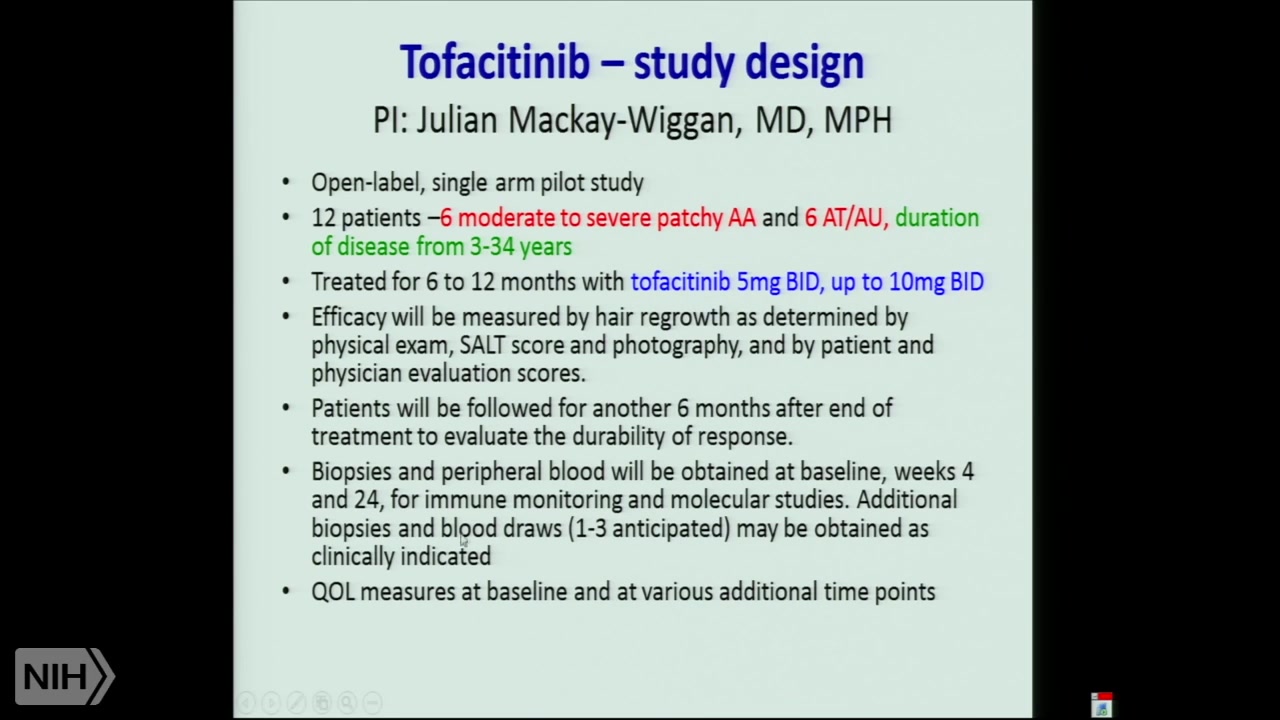 Tofacitinib – study design
PI: Julian Mackay-Wiggan, MD, MPH
• Open-label, single arm pilot study
• 12 patients –6 moderate to severe patchy AA and 6 AT/AU, duration
of disease from 3-34 years
• Treated for 6 to 12 months with tofacitinib 5mg BID, up to 10mg BID
• Efficacy will be measured by hair regrowth as determined by
physical exam, SALT score and photography, and by patient and
physician evaluation scores.
• Patients will be followed for another 6 months after end of
treatment to evaluate the durability of response.
• Biopsies and peripheral blood will be obtained at baseline, weeks 4
and 24, for immune monitoring and molecular studies. Additional
biopsies and blood draws (1-3 anticipated) may be obtained as
clinically indicated
• QOL measures at baseline and at various additional time points
NIH